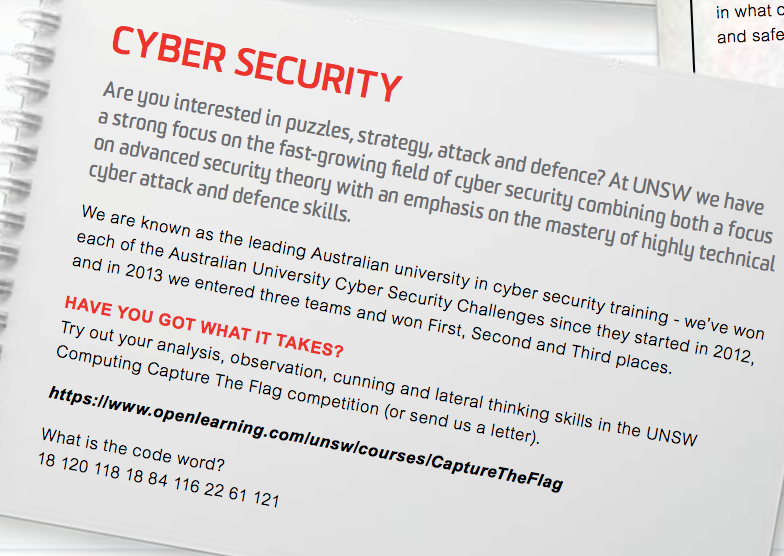 in what
and safe
CYBER SECURITY
Are you interested in puzzles, strategy, attack and defence? At UNSW we have
a strong focus on the fast-growing field of cyber security combining both a focus
on advanced security theory with an emphasis on the mastery of highly technical
cyber attack and defence skills.
We are known as the leading Australian university in cyber security training - we've won
each of the Australian University Cyber Security Challenges since they started in 2012,
and in 2013 we entered three teams and won First, Second and Third places.
HAVE YOU GOT WHAT IT TAKES?
Try out your analysis, observation, cunning and lateral thinking skills in the UNSW
Computing Capture The Flag competition (or send us a letter).
https://www.openlearning.com/unsw/courses/CaptureTheFlag
What is the code word?
18 120 118 18 84 116 22 61 121